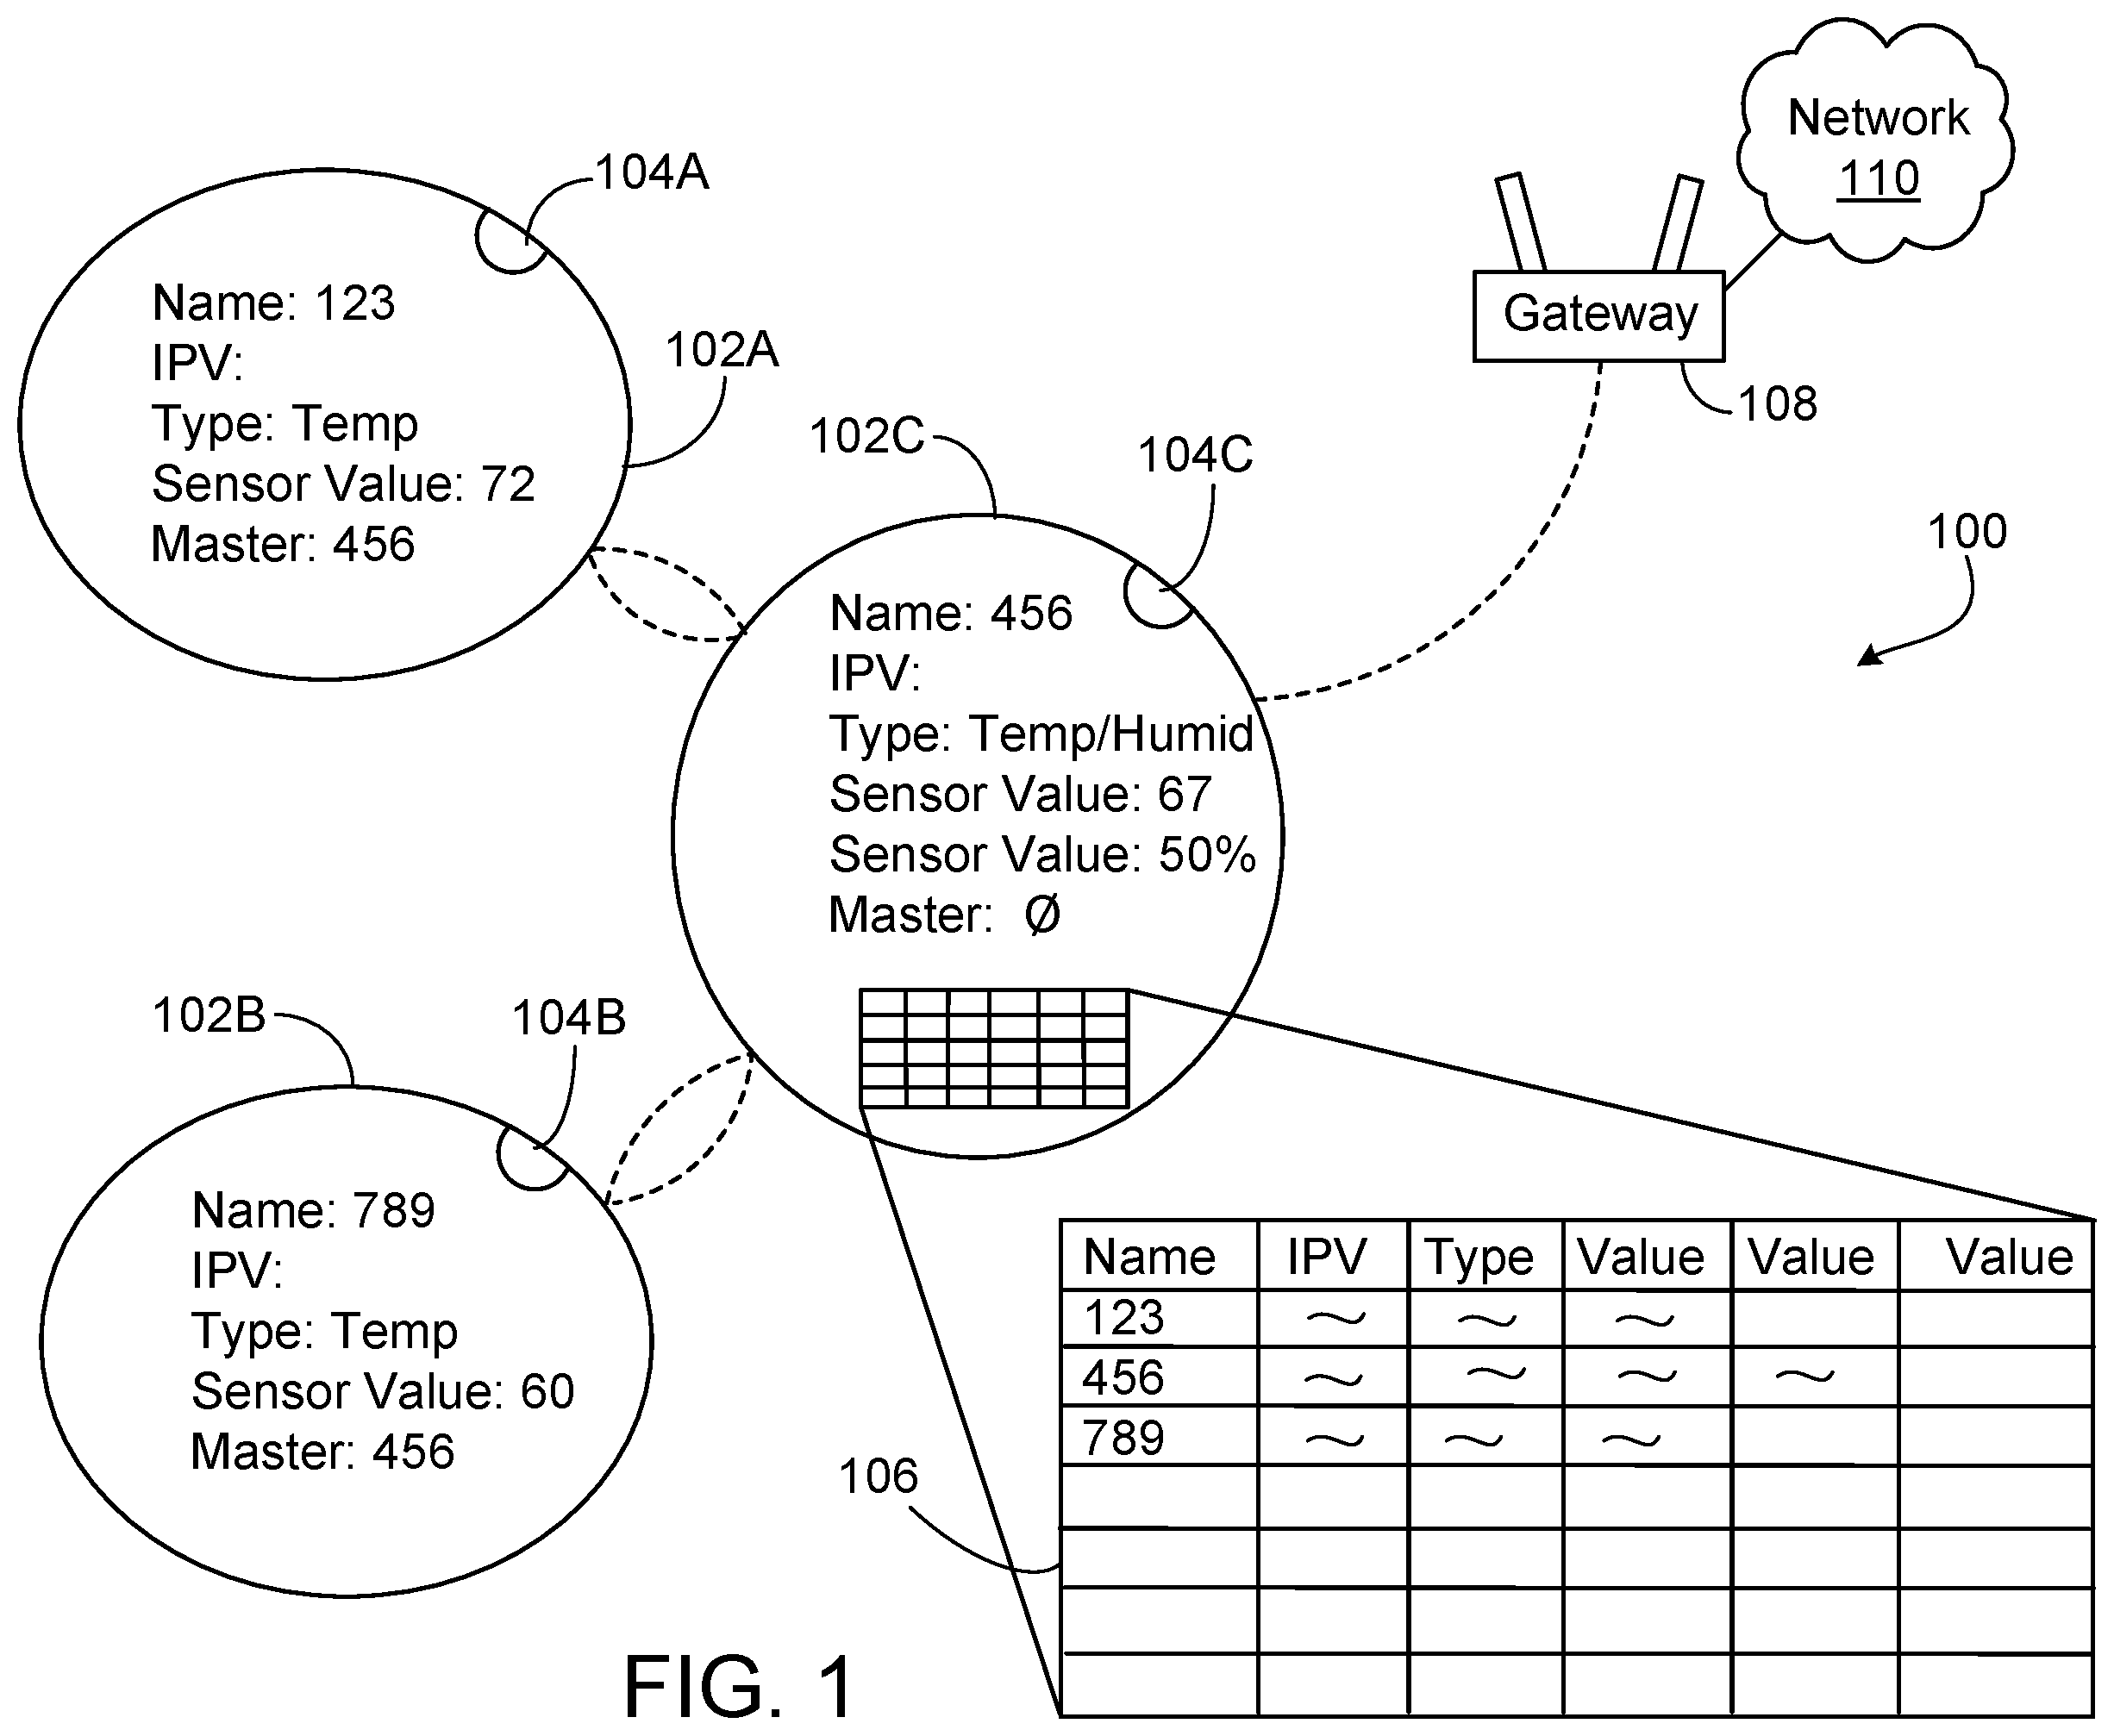 Network
110
104A
Name: 123
IPV:
Type: Temp
Sensor Value: 72
Master: 456
102A
Gateway
108
102C
104C
100
Name: 456
IPV:
Type: Temp/Humid
Sensor Value: 67
Sensor Value: 50%
Master: Ø
102B
104B
Name: 789
IPV:
Type: Temp
Sensor Value: 60
Master: 456
Name IPV Type Value Value Value
123 ~ ~ ~
456 ~ ~ ~ ~
789 ~ ~ ~
106
FIG. 1